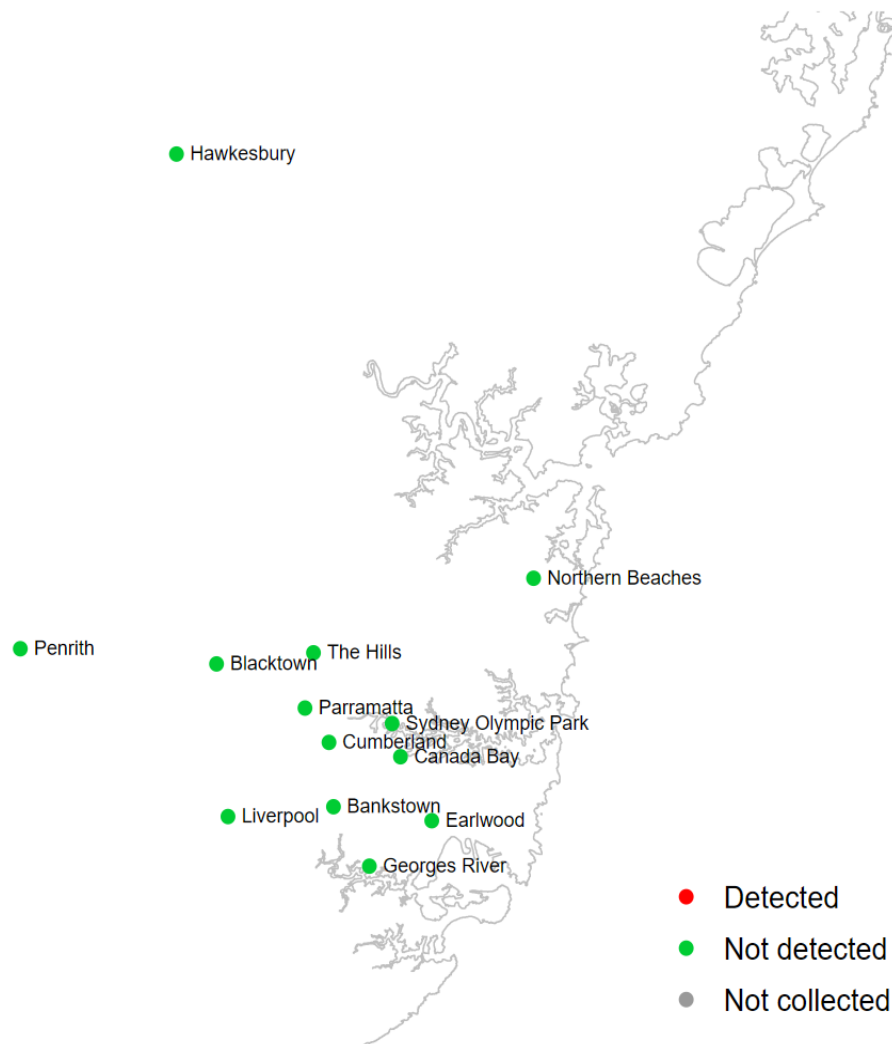 Hawkesbury
Northern Beaches
Penrith
The Hills
Blacktown
Parramatta
Sydney Olympic Park
Cumberland
Canada Bay
Bankstown
Liverpool
Earlwood
Georges River
Detected
Not detected
Not collected